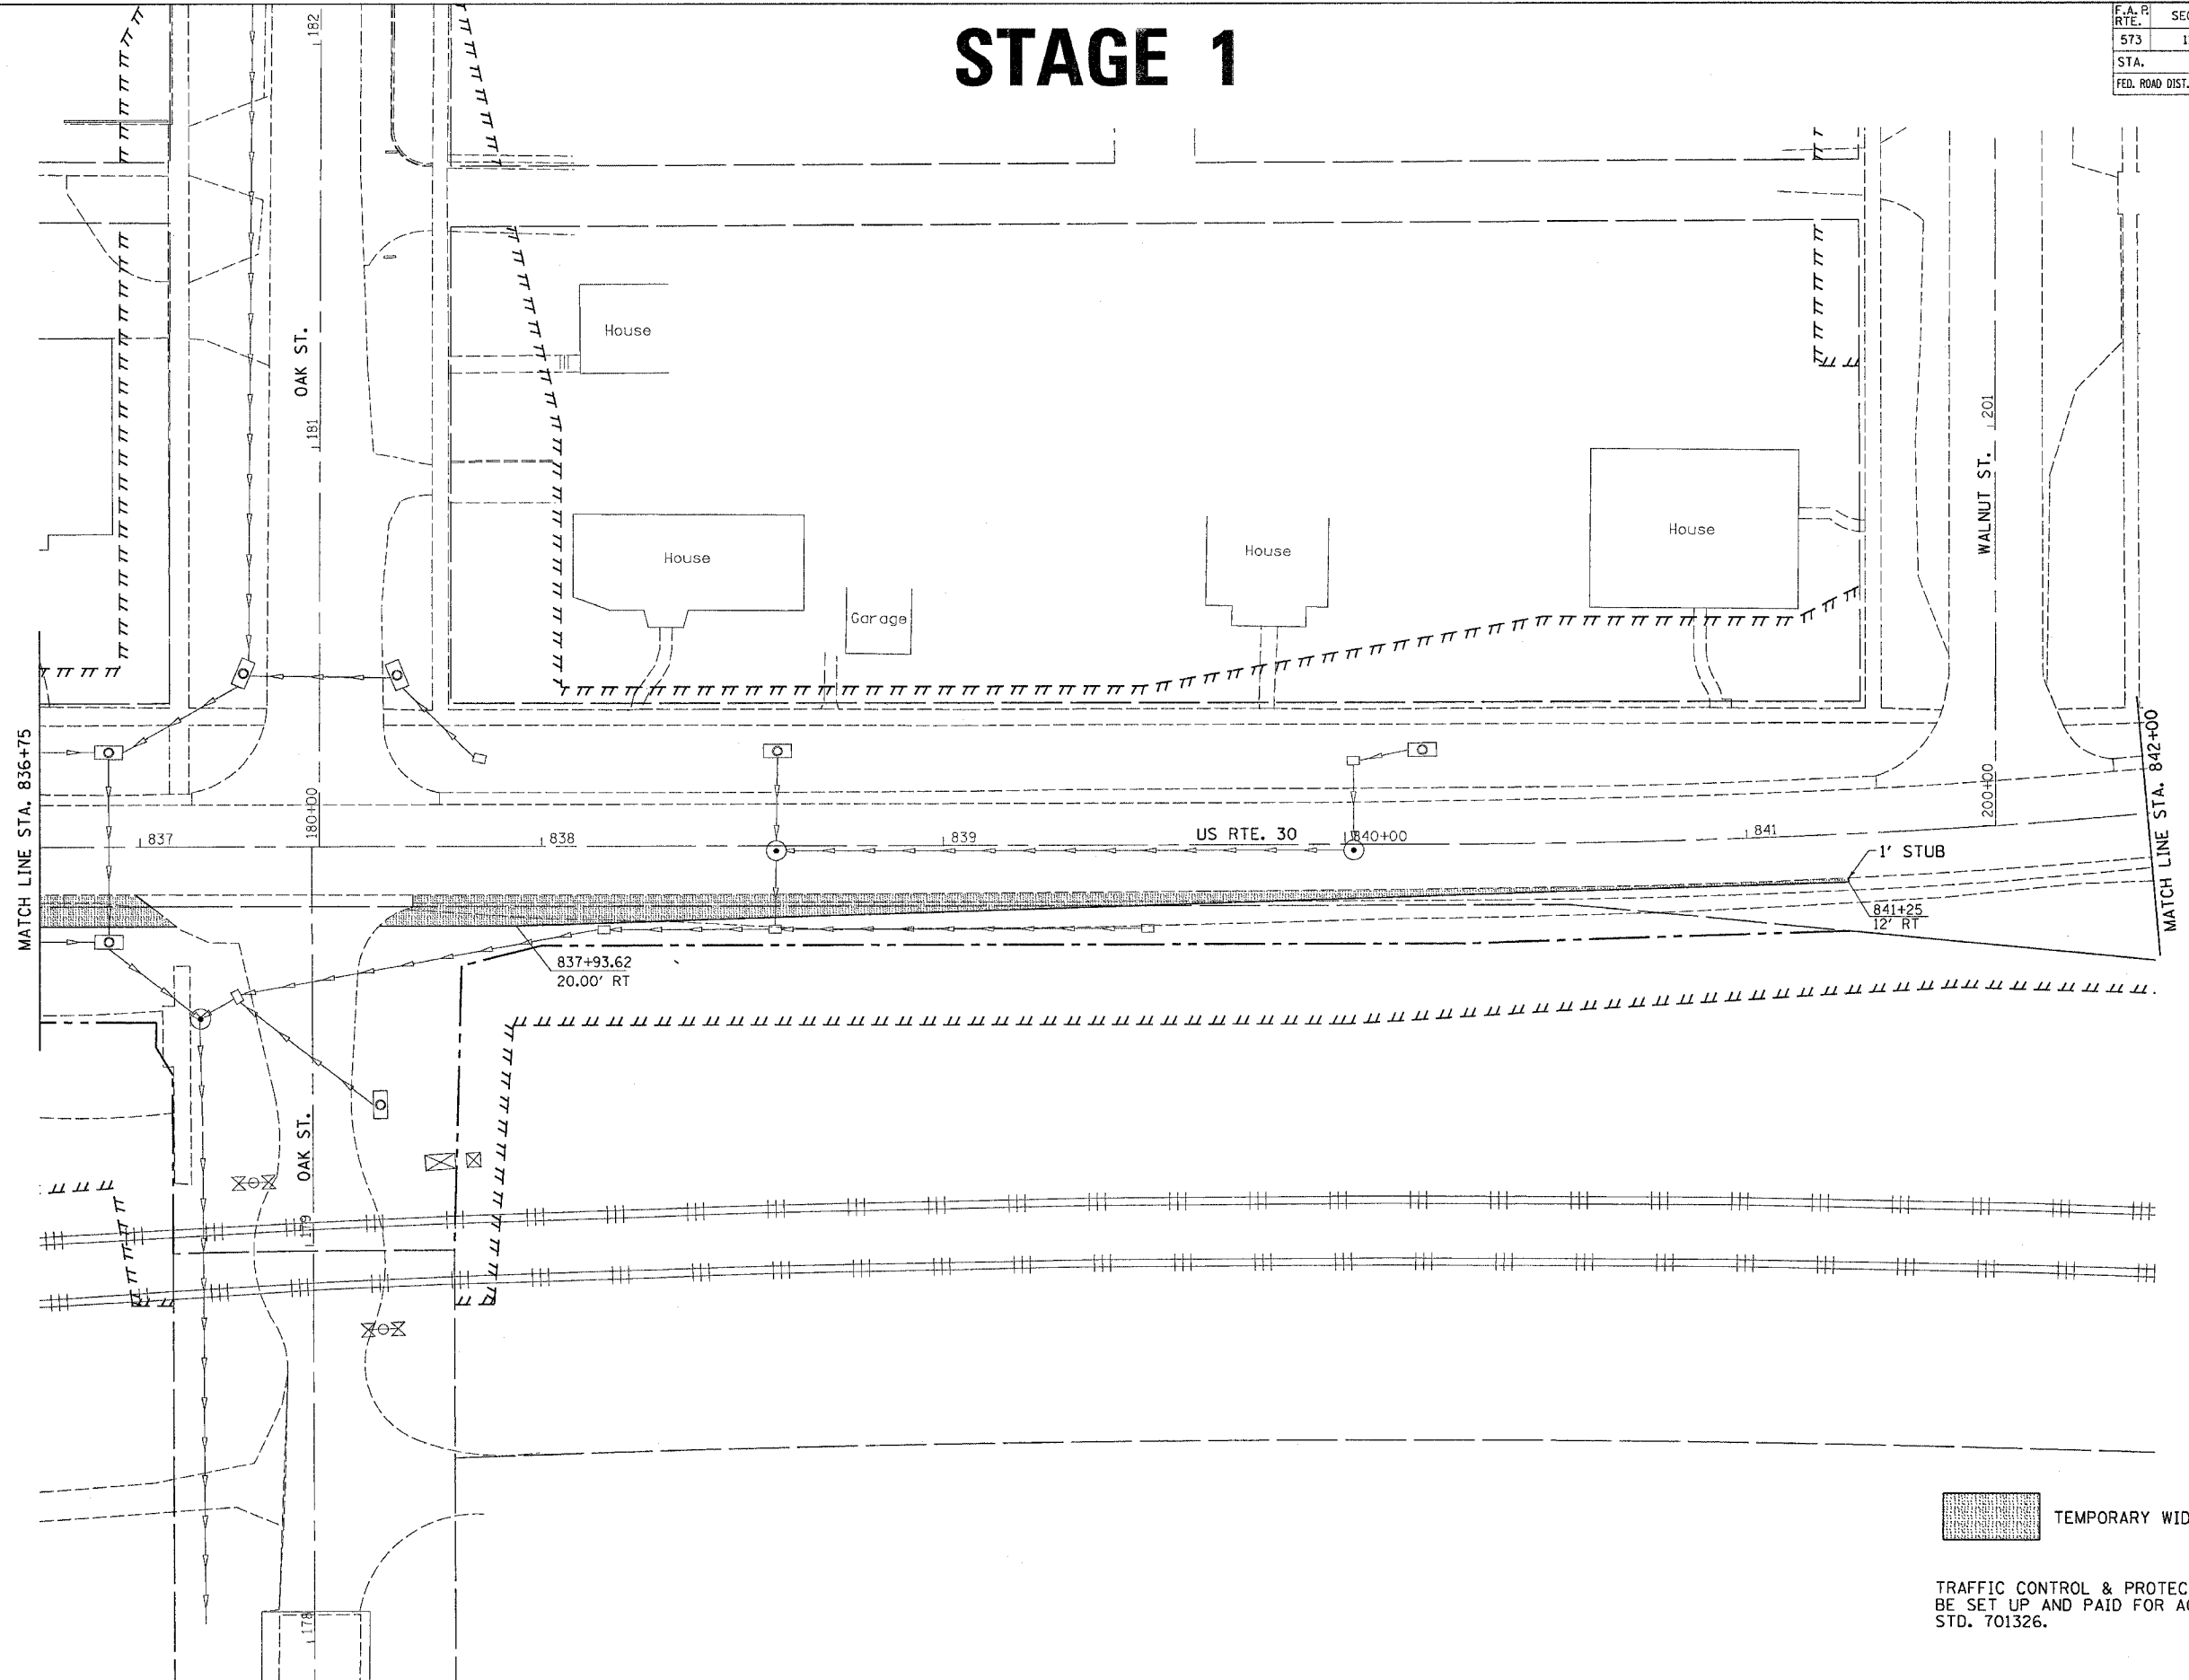 STAGE 1
F.A.P.
RTE.
573
STA.
FED. ROAD DIST.
182
OAK ST.
181
House
House
Garage
House
House
201
WALNUT ST.
MATCH LINE STA. 836+75
MATCH LINE STA. 842+00
180+00
200+00
837
838
839
US RTE. 30
840+00
841
1' STUB
841+25
12' RT
837+93.62
20.00' RT
OAK ST.
179
178
TEMPORARY
TRAFFIC CONTROL &
BE SET UP AND PAID FOR
STD. 701326.